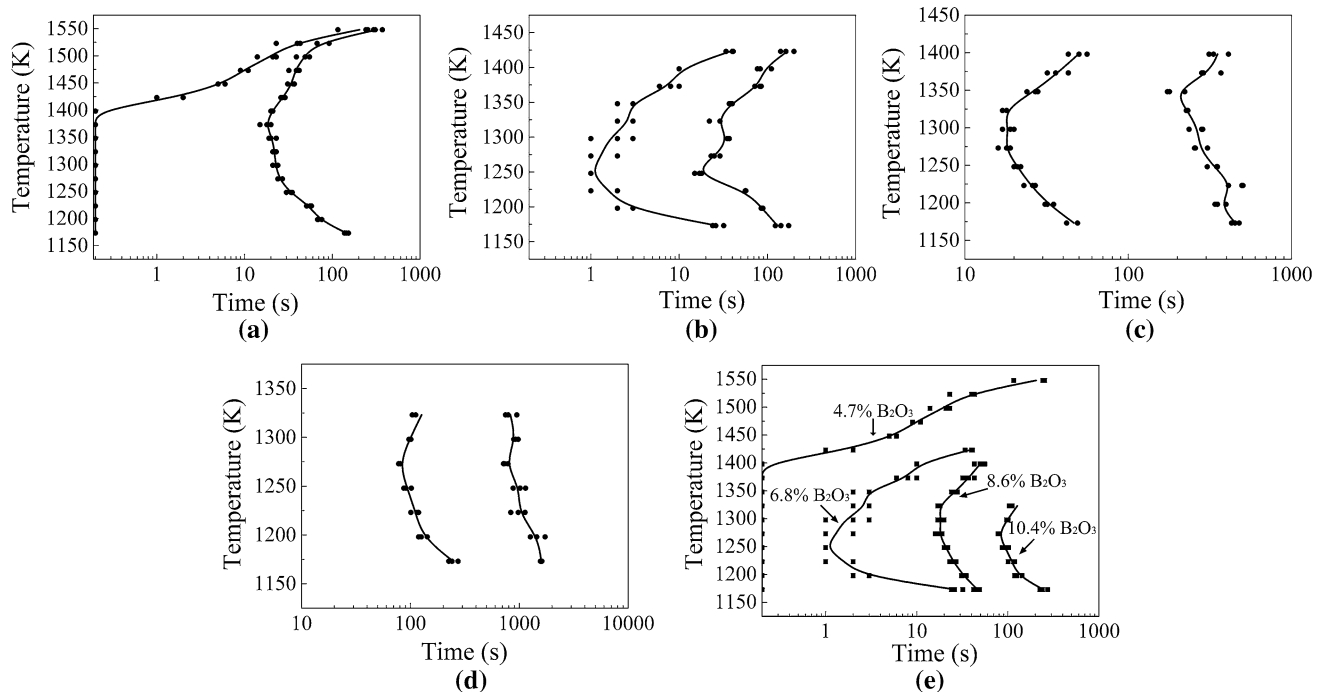 1550
1500
1450
1400
1350
1300
1250
1200
1150
Temperature (K)
1
10
100
1000
Time (s)
(a)
1450
1400
1350
1300
1250
1200
1150
Temperature (K)
1
10
100
1000
Time (s)
(b)
1450
1400
1350
1300
1250
1200
1150
Temperature (K)
10
100
1000
Time (s)
(c)
1350
1300
1250
1200
1150
Temperature (K)
10
100
1000
10000
Time (s)
(d)
1550
1500
1450
1400
1350
1300
1250
1200
1150
Temperature (K)
4.7% B₂O₃
6.8% B₂O₃
8.6% B₂O₃
10.4% B₂O₃
1
10
100
1000
Time (s)
(e)